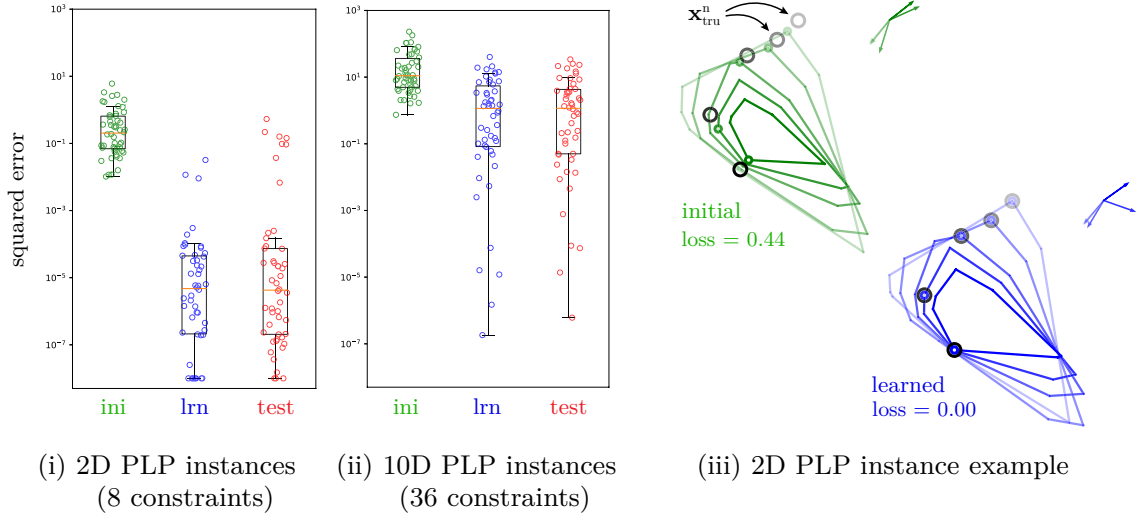 squared error
10¹
10⁻¹
10⁻³
10⁻⁵
10⁻⁷
ini lrn test
10¹
10⁻¹
10⁻³
10⁻⁵
10⁻⁷
ini lrn test
xⁿ_tru
initial
loss = 0.44
learned
loss = 0.00
(i) 2D PLP instances
(8 constraints)
(ii) 10D PLP instances
(36 constraints)
(iii) 2D PLP instance example